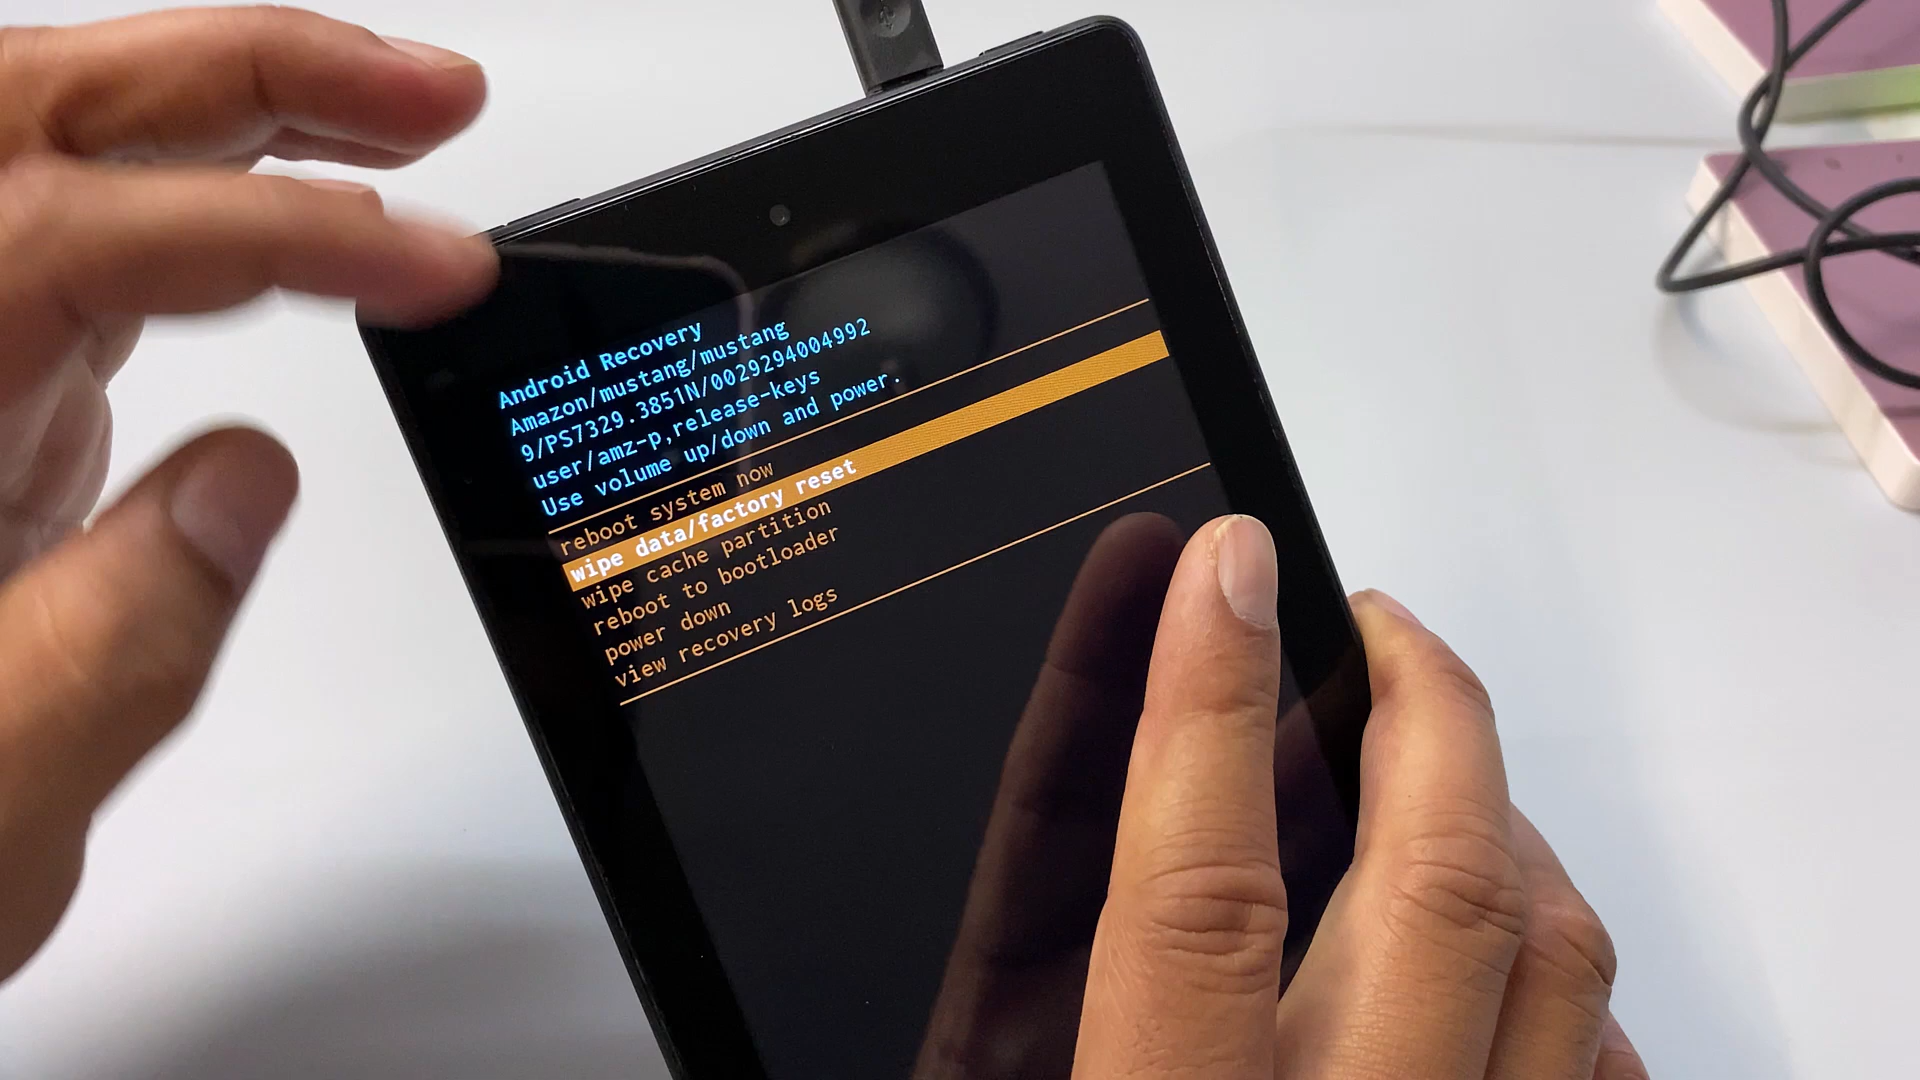 Android Recovery
Amazon/mustang/mustang
9/PS7329.3851N/0029294004992
user/amz-p,release-keys
Use volume up/down and power.
reboot system now
wipe data/factory reset
wipe cache partition
reboot to bootloader
power down
view recovery logs